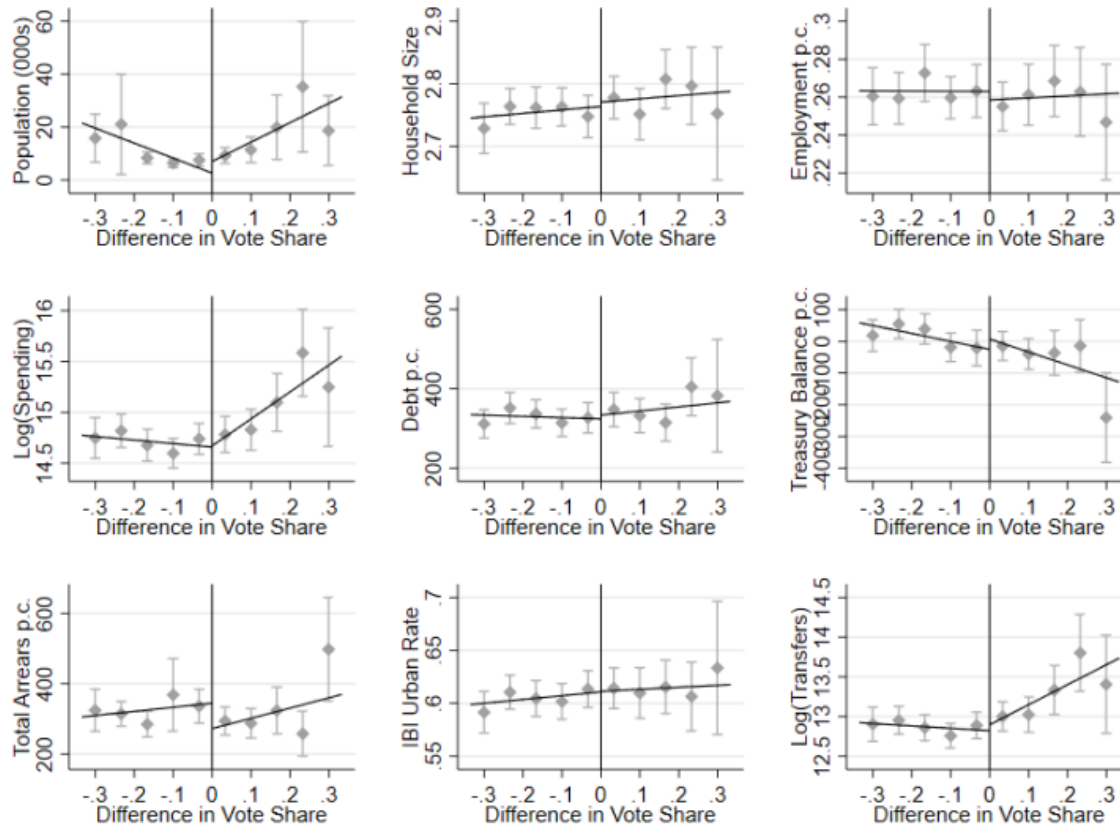 Population (000s)
60
40
20
0
-.3 -.2 -.1 0 .1 .2 .3
Difference in Vote Share
Household Size
2.9
2.8
2.7
-.3 -.2 -.1 0 .1 .2 .3
Difference in Vote Share
Employment p.c.
.3
.28
.26
.24
.22
-.3 -.2 -.1 0 .1 .2 .3
Difference in Vote Share
Log(Spending)
16
15.5
15
14.5
-.3 -.2 -.1 0 .1 .2 .3
Difference in Vote Share
Debt p.c.
600
400
200
-.3 -.2 -.1 0 .1 .2 .3
Difference in Vote Share
Treasury Balance p.c.
100
0
-100
-200
-300
-400
-.3 -.2 -.1 0 .1 .2 .3
Difference in Vote Share
Total Arrears p.c.
600
400
200
-.3 -.2 -.1 0 .1 .2 .3
Difference in Vote Share
IBI Urban Rate
.7
.65
.6
.55
-.3 -.2 -.1 0 .1 .2 .3
Difference in Vote Share
Log(Transfers)
14.5
14
13.5
13
12.5
-.3 -.2 -.1 0 .1 .2 .3
Difference in Vote Share